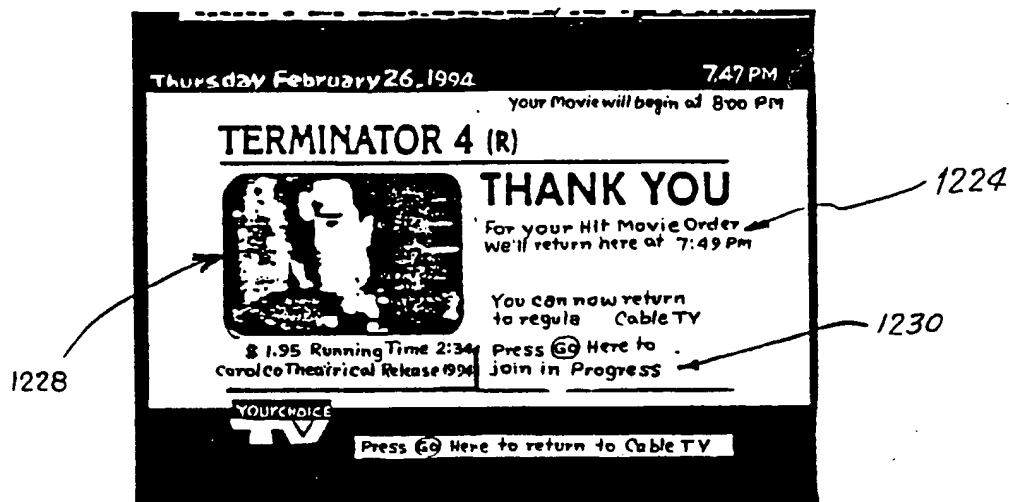 Thursday February 26, 1994 7.47 PM
your Movie will begin at 8:00 PM
TERMINATOR 4 (R)
THANK YOU
For your Hit Movie Order
We'll return here at 7:49 PM
1224
You can now return
to regula Cable TV
1230
$ 1.95 Running Time 2:34
Carolco Theatrical Release 1994
Press GO Here to
join in Progress
1228
YOUR CHOICE
TV
Press GO Here to return to Cable TV